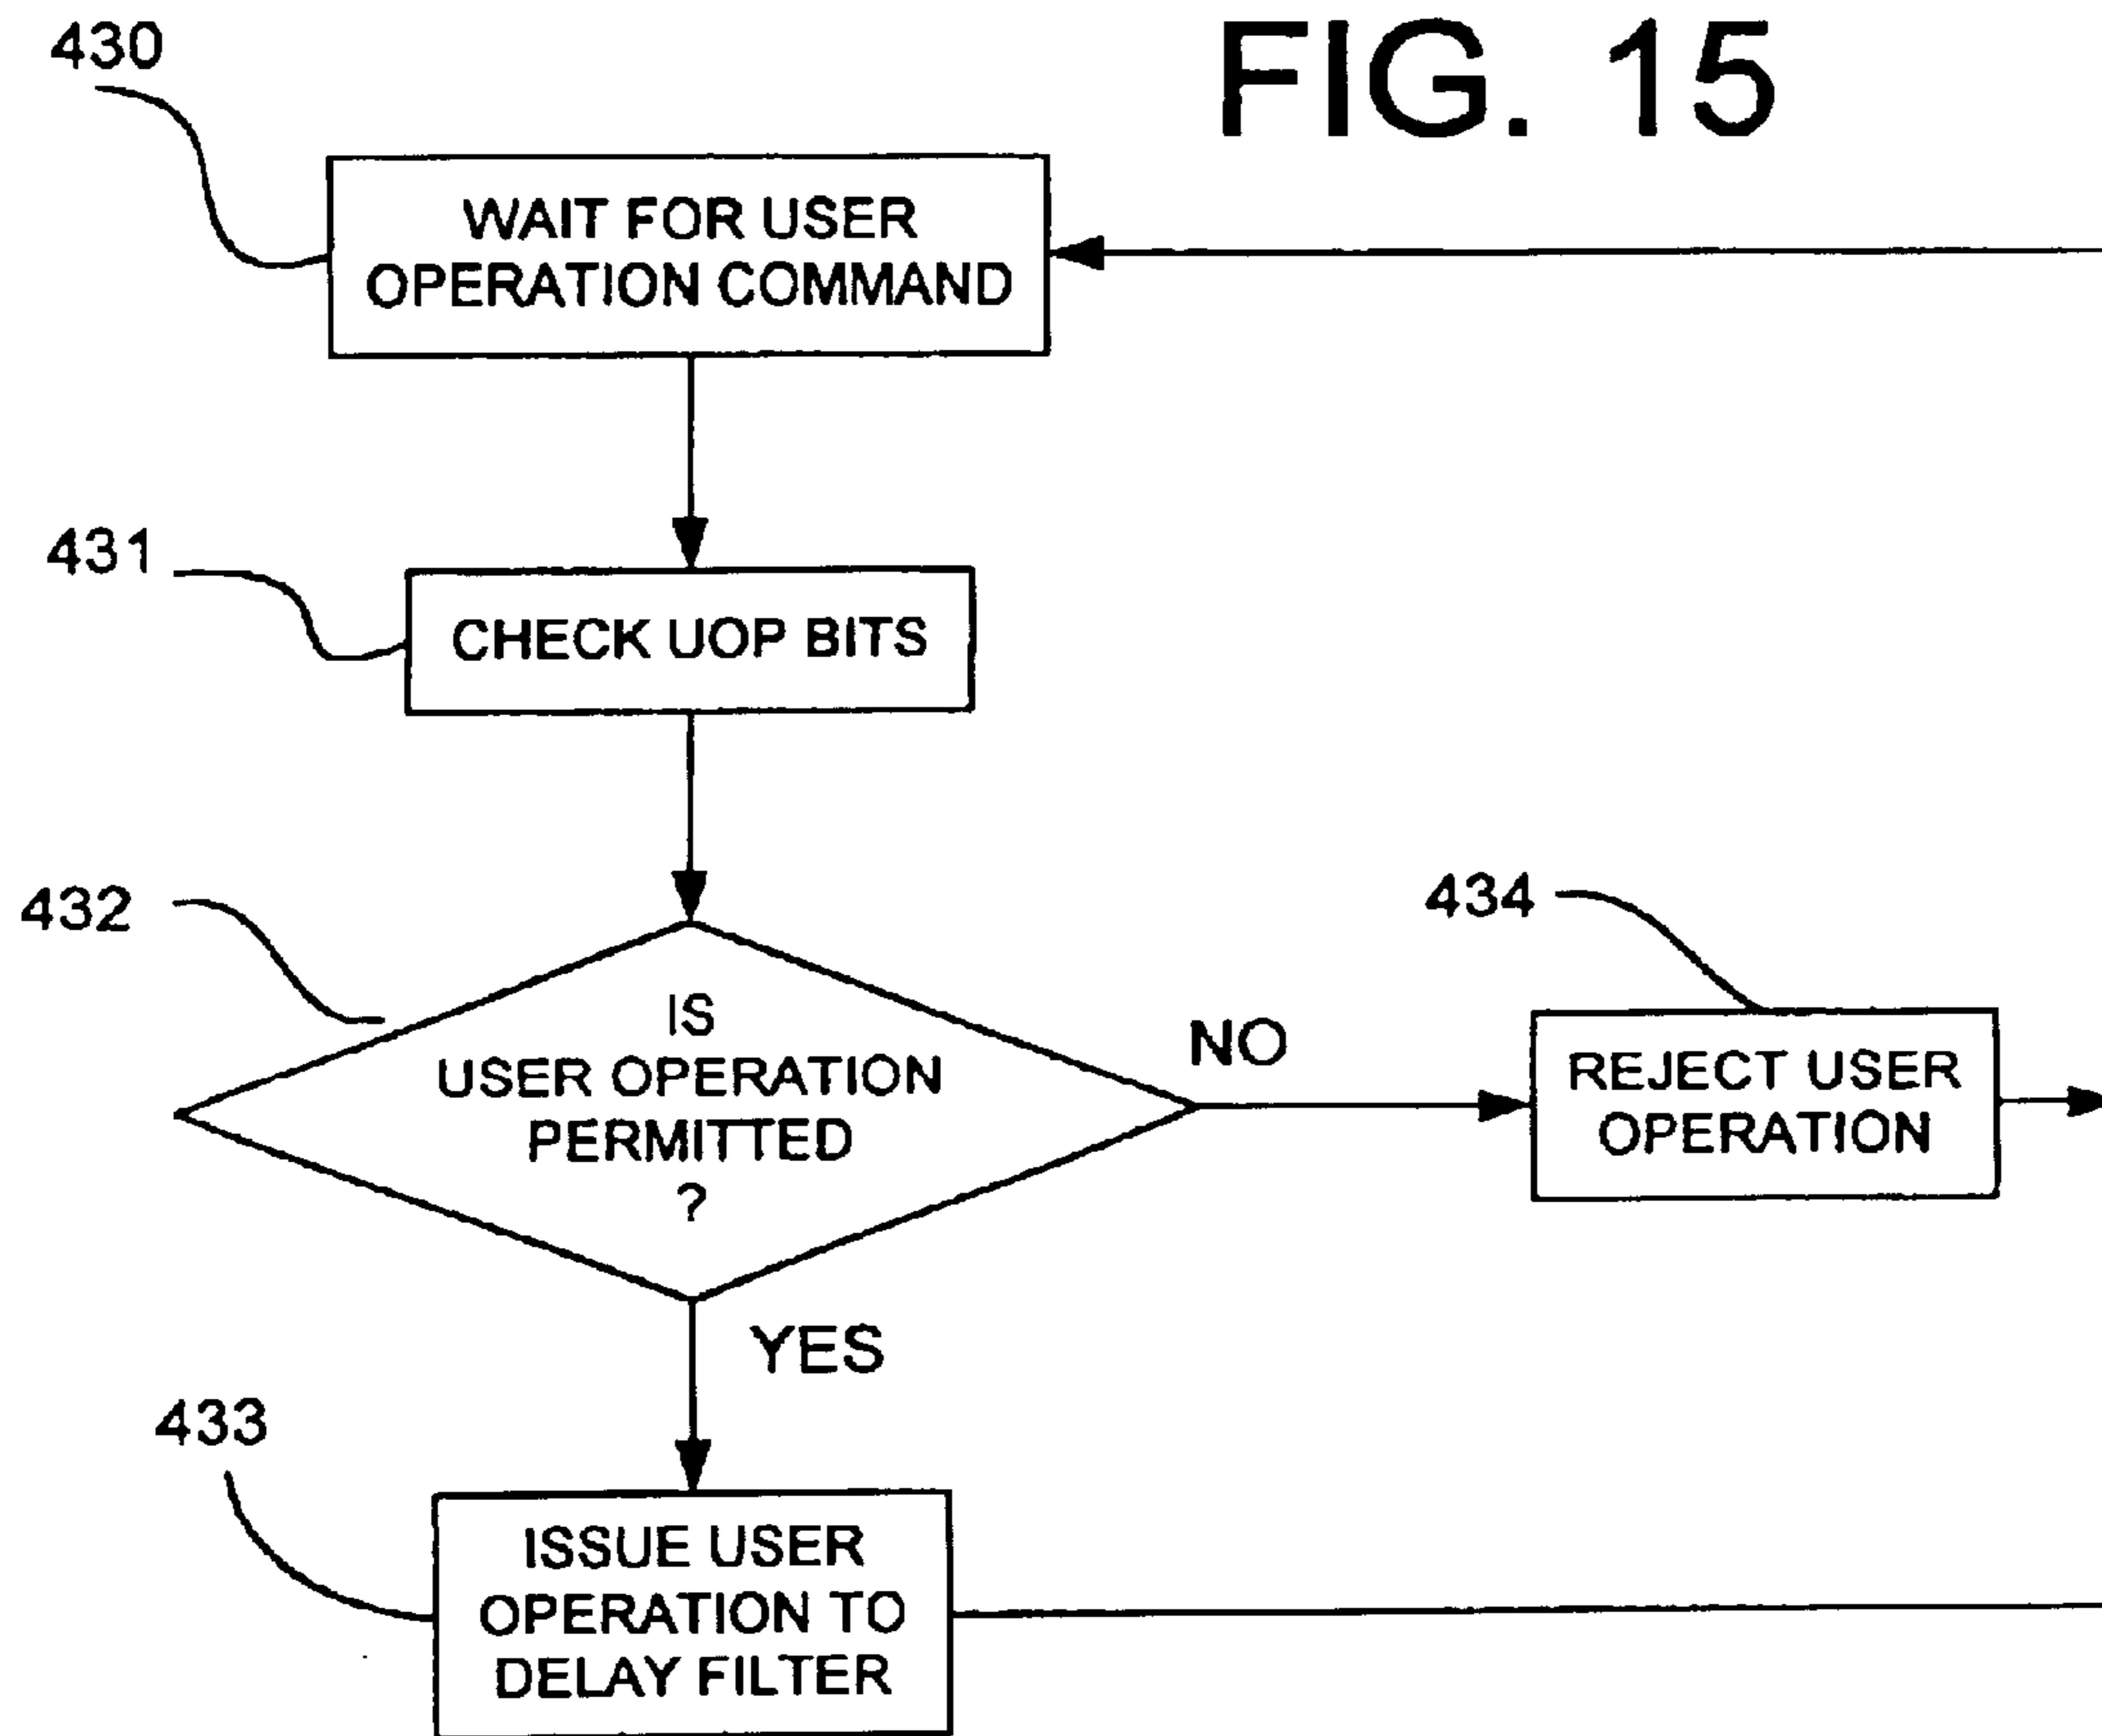 FIG. 15
430
WAIT FOR USER
OPERATION COMMAND
431
CHECK UOP BITS
432
IS
USER OPERATION
PERMITTED
?
NO
434
REJECT USER
OPERATION
YES
433
ISSUE USER
OPERATION TO
DELAY FILTER